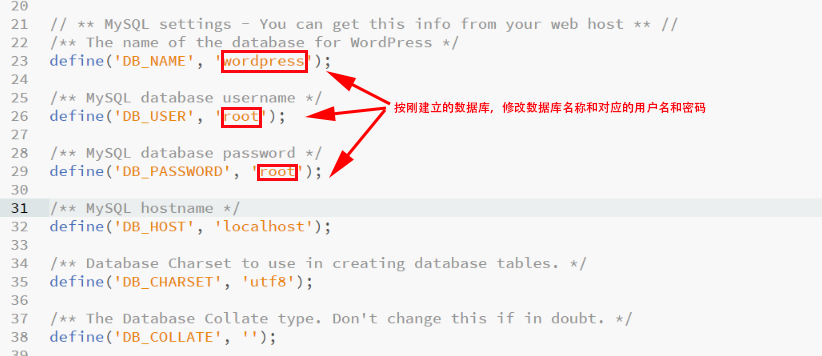 20
21 // ** MySQL settings - You can get this info from your web host ** //
22 /** The name of the database for WordPress */
23 define('DB_NAME', 'wordpress');
24
25 /** MySQL database username */
26 define('DB_USER', 'root');
按刚建立的数据库，修改数据库名称和对应的用户名和密码
27
28 /** MySQL database password */
29 define('DB_PASSWORD', 'root');
30
31 /** MySQL hostname */
32 define('DB_HOST', 'localhost');
33
34 /** Database Charset to use in creating database tables. */
35 define('DB_CHARSET', 'utf8');
36
37 /** The Database Collate type. Don't change this if in doubt. */
38 define('DB_COLLATE', '');
39